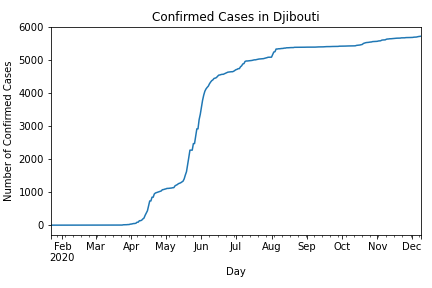 Confirmed Cases in Djibouti
Number of Confirmed Cases
6000
5000
4000
3000
2000
1000
0
Feb Mar Apr May Jun Jul Aug Sep Oct Nov Dec
2020
Day